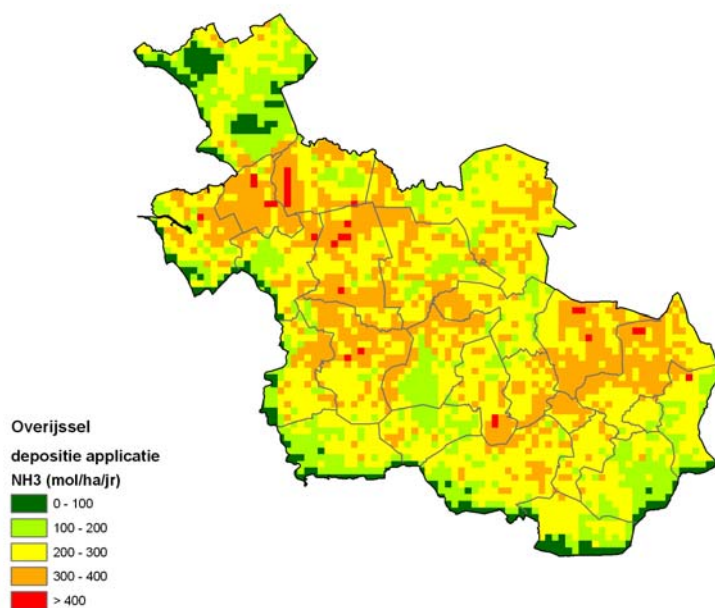 Overijssel
depositie applicatie
NH3 (mol/ha/jr)
0 - 100
100 - 200
200 - 300
300 - 400
> 400